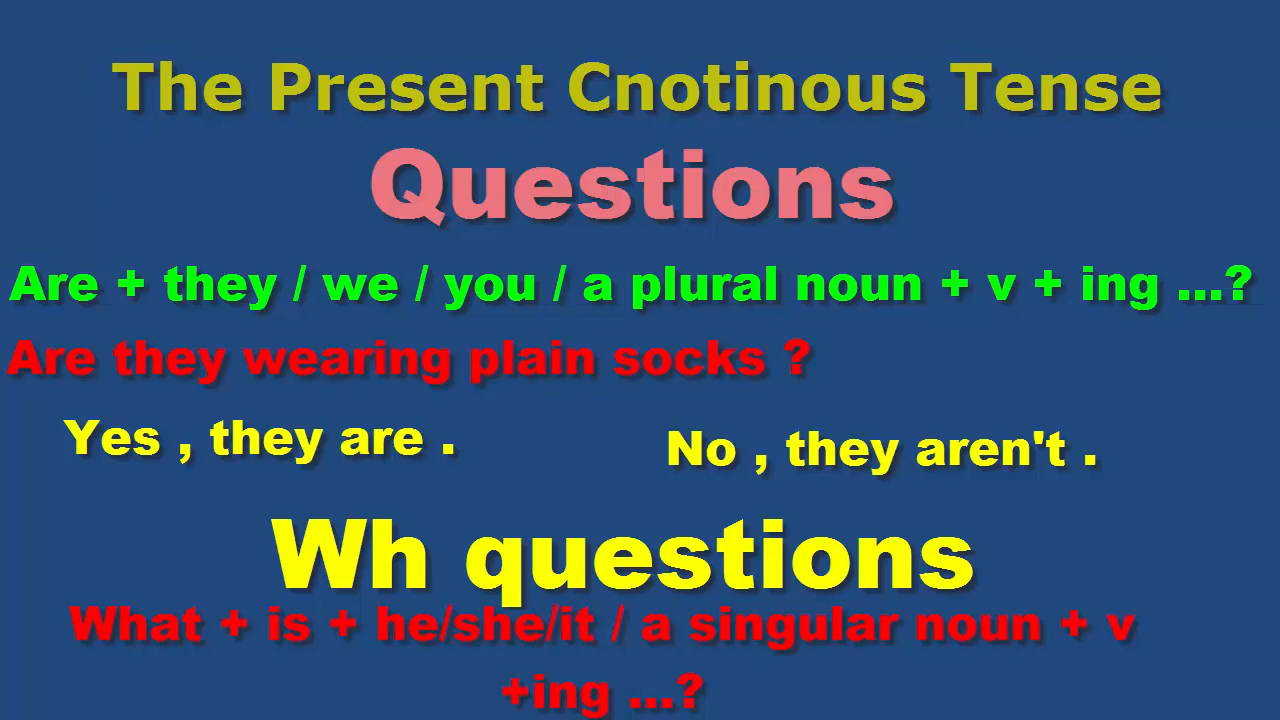 The Present Cnotinous Tense
Questions
Are + they / we / you / a plural noun + v + ing ...?
Are they wearing plain socks ?
Yes , they are .
No , they aren't .
Wh questions
What + is + he/she/it / a singular noun + v
+ing ...?